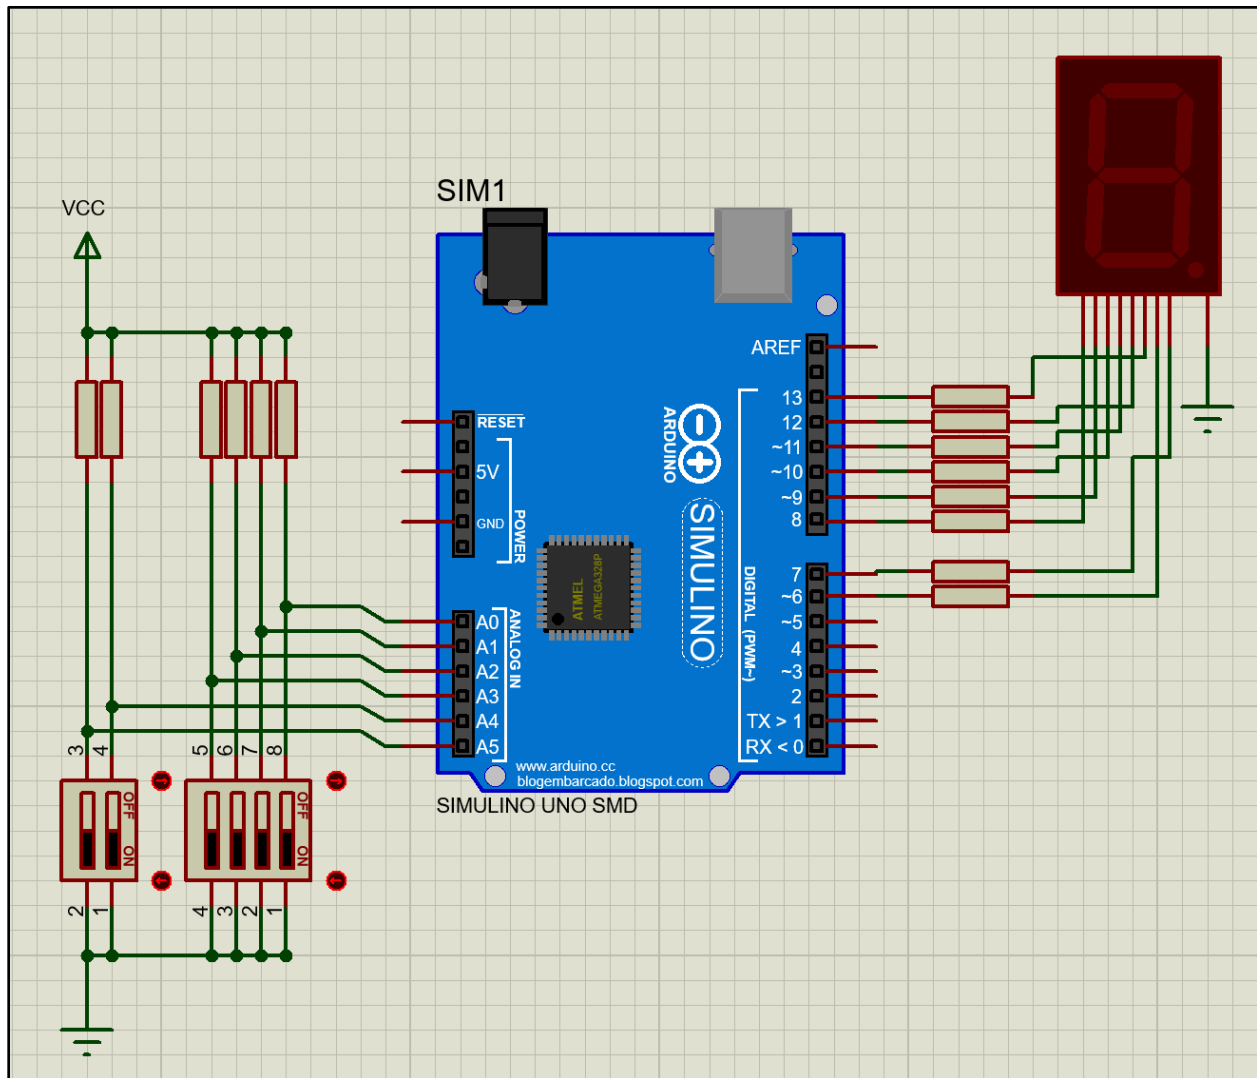 SIM1
VCC
AREF
RESET
5V
GND
POWER
13
12
~11
~10
~9
8
7
~6
~5
4
~3
2
TX > 1
RX < 0
DIGITAL (PWM~)
ARDUINO
SIMULINO
ATMEL
ATMEGA328P
A0
A1
A2
A3
A4
A5
ANALOG IN
www.arduino.cc
blogembarcado.blogspot.com
SIMULINO UNO SMD
3 4
5 6 7 8
OFF
ON
OFF
ON
2 1
4 3 2 1